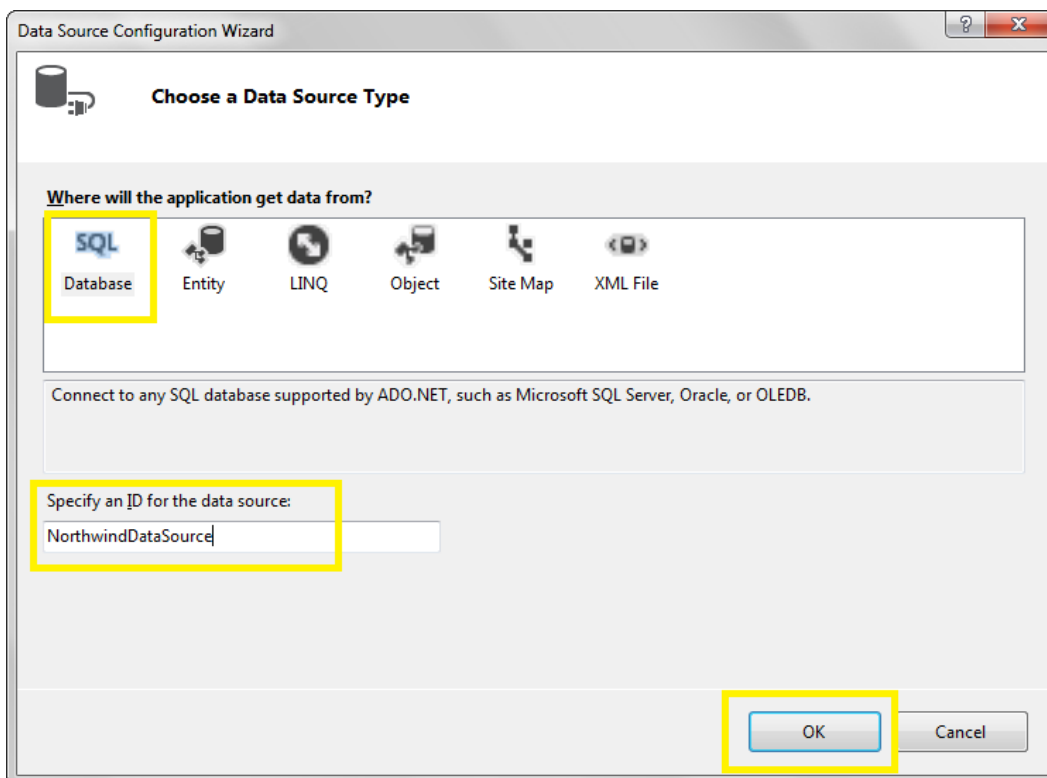 Data Source Configuration Wizard
?
Choose a Data Source Type
Where will the application get data from?
SQL
Database Entity LINQ Object Site Map XML File
Connect to any SQL database supported by ADO.NET, such as Microsoft SQL Server, Oracle, or OLEDB.
Specify an ID for the data source:
NorthwindDataSource
OK Cancel